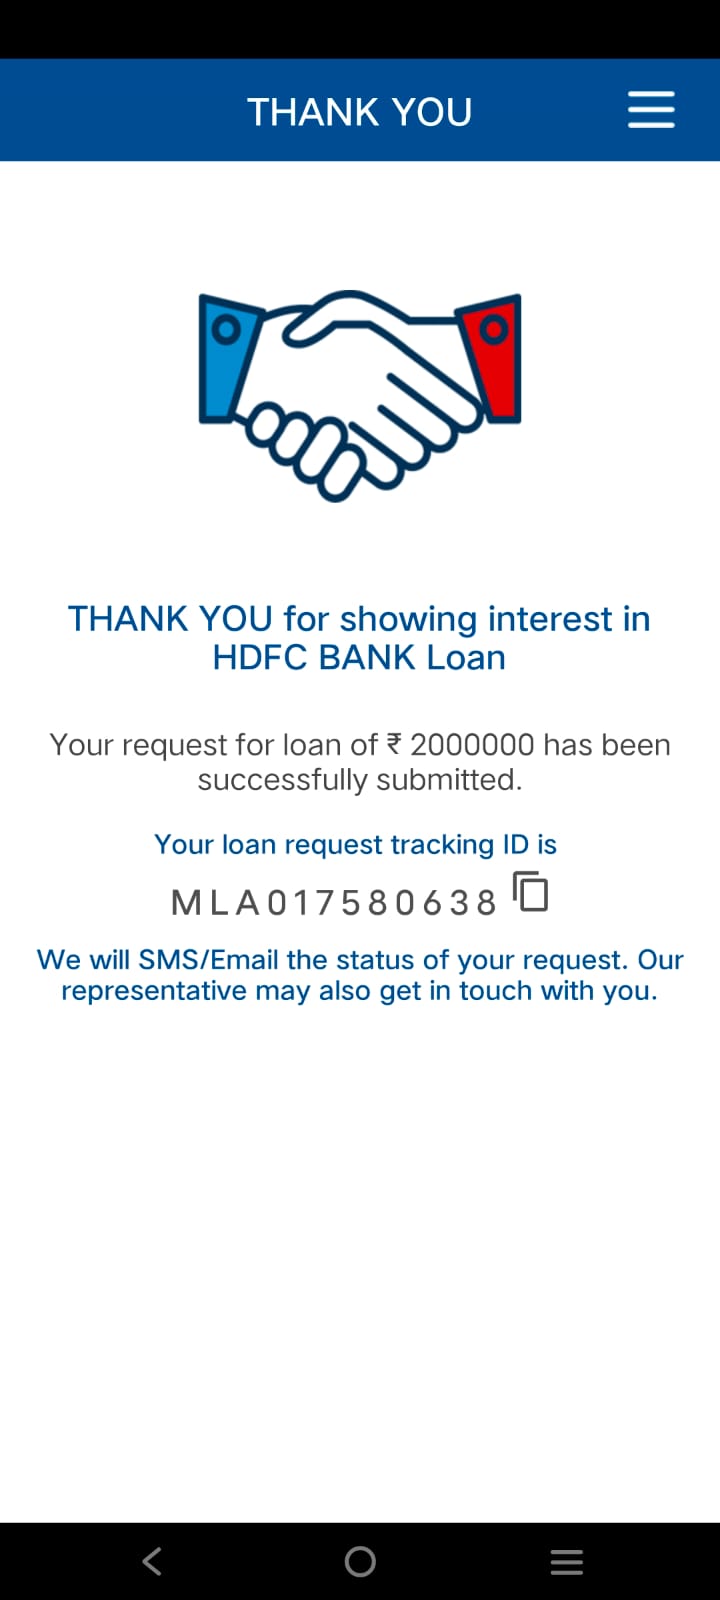 THANK YOU
THANK YOU for showing interest in
HDFC BANK Loan
Your request for loan of ₹ 2000000 has been
successfully submitted.
Your loan request tracking ID is
MLA017580638
We will SMS/Email the status of your request. Our
representative may also get in touch with you.